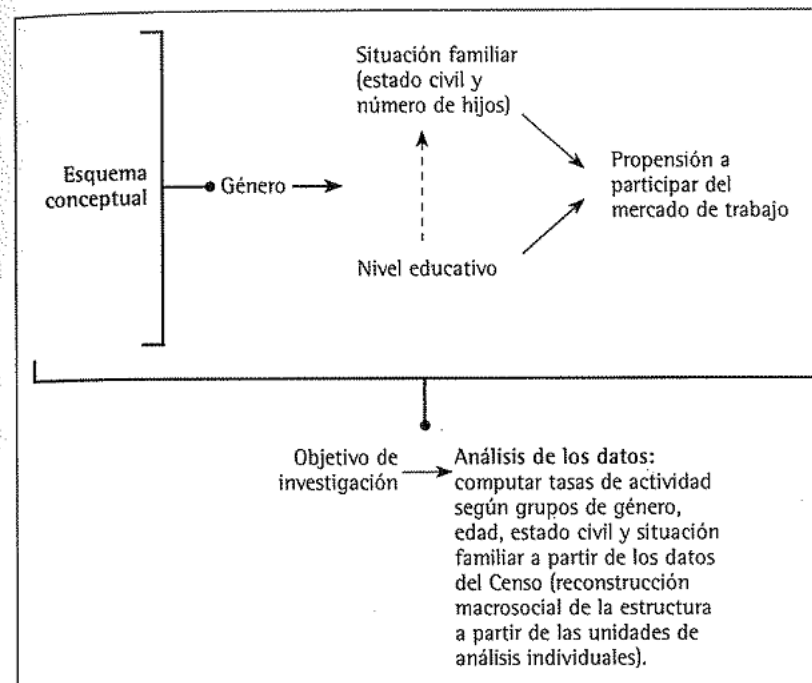 Situación familiar
(estado civil y
número de hijos)
Esquema
conceptual
Género
Propensión a
participar del
mercado de trabajo
Nivel educativo
Objetivo de
investigación
Análisis de los datos:
computar tasas de actividad
según grupos de género,
edad, estado civil y situación
familiar a partir de los datos
del Censo (reconstrucción
macrosocial de la estructura
a partir de las unidades de
análisis individuales).